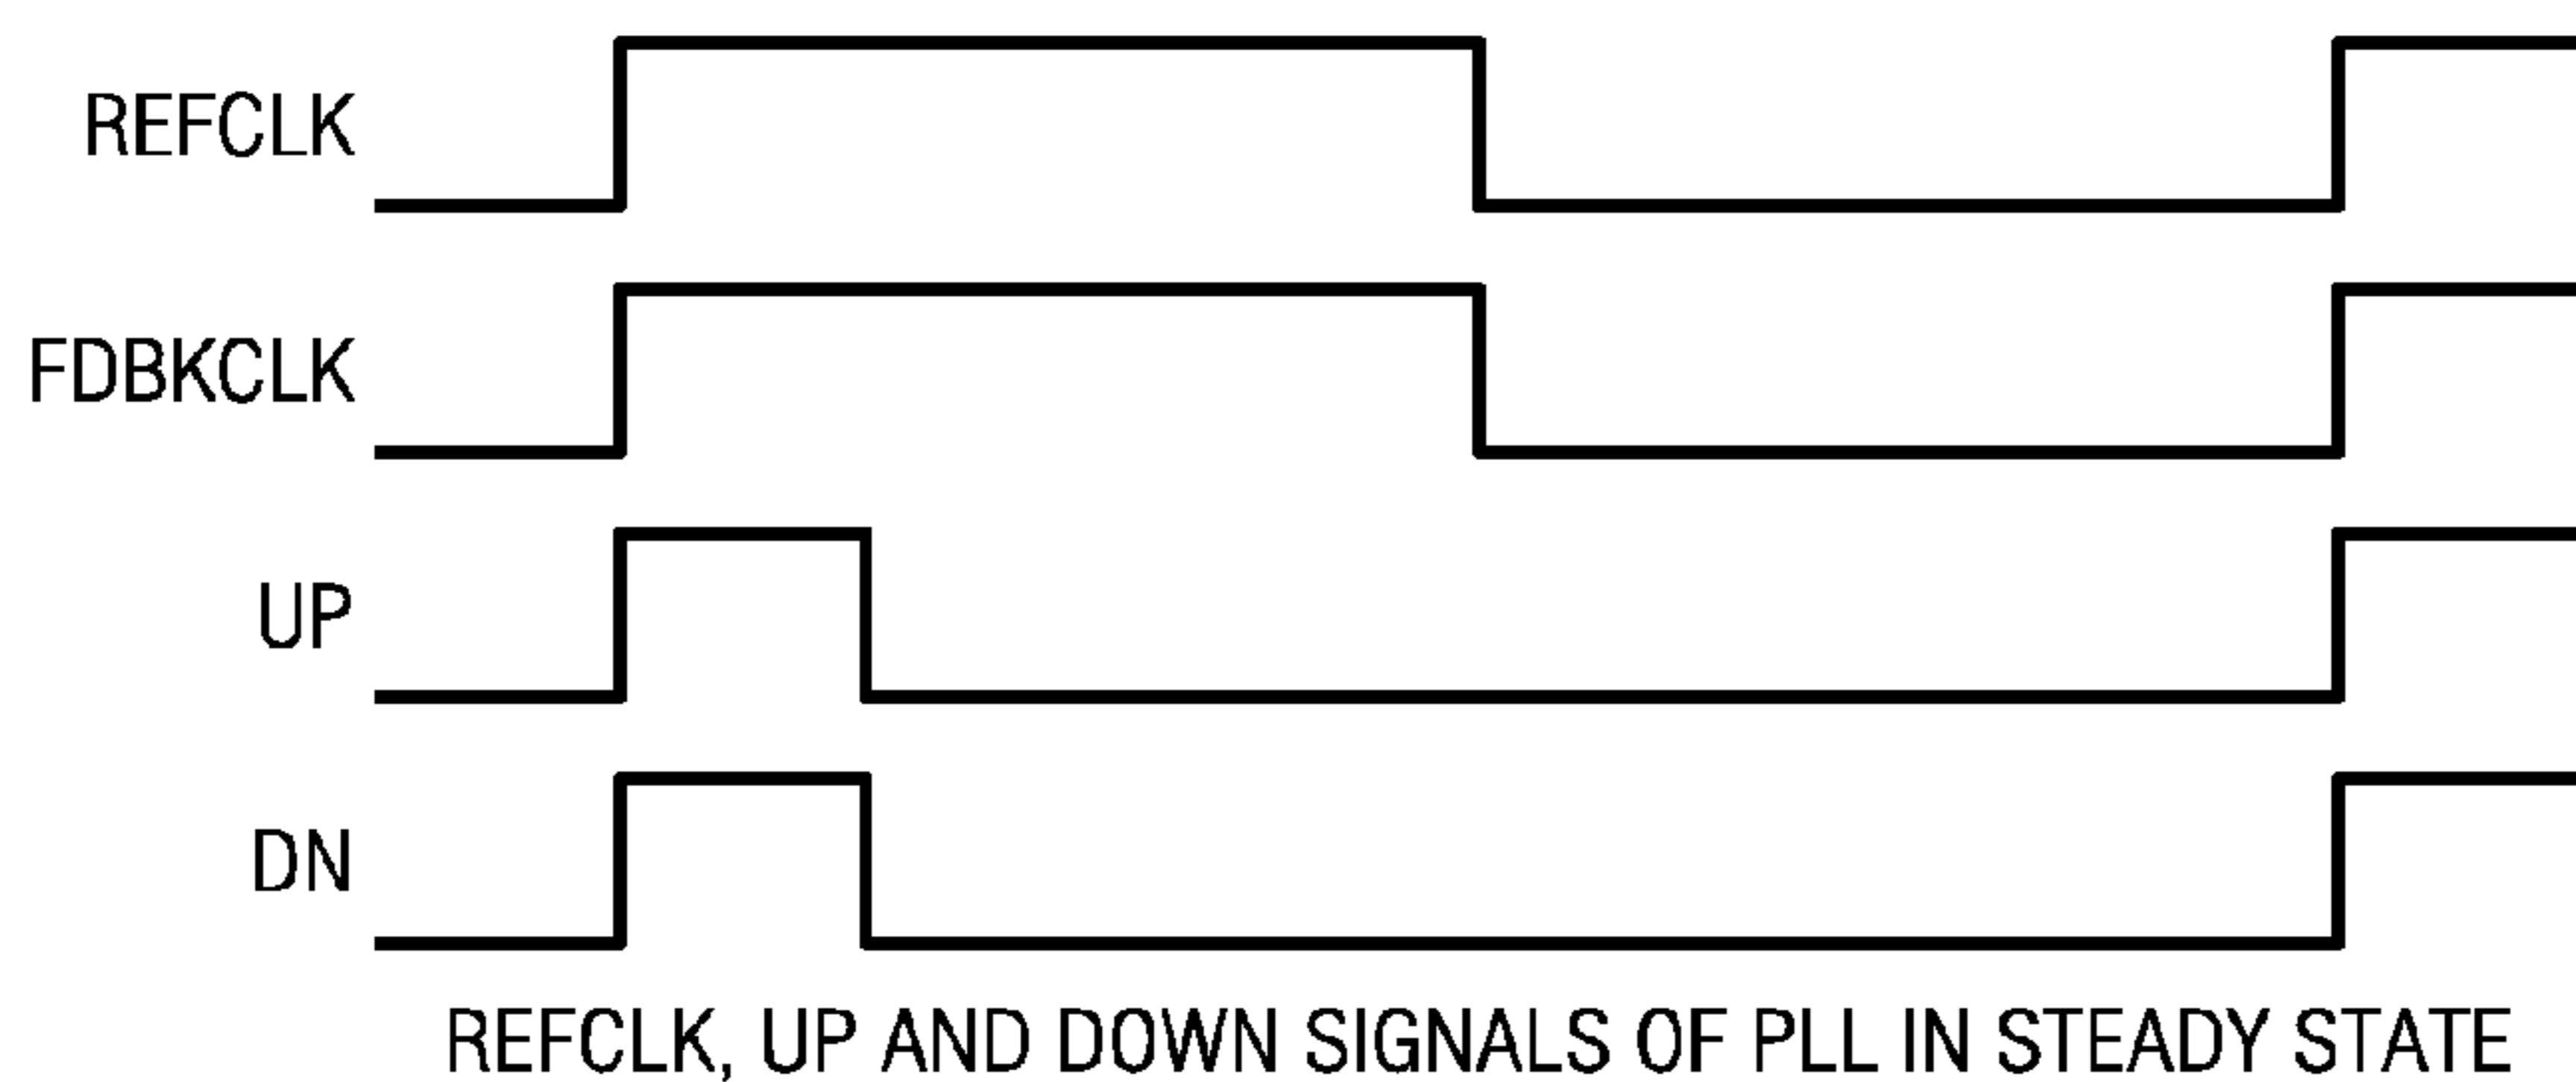 REFCLK
FDBKCLK
UP
DN
REFCLK, UP AND DOWN SIGNALS OF PLL IN STEADY STATE